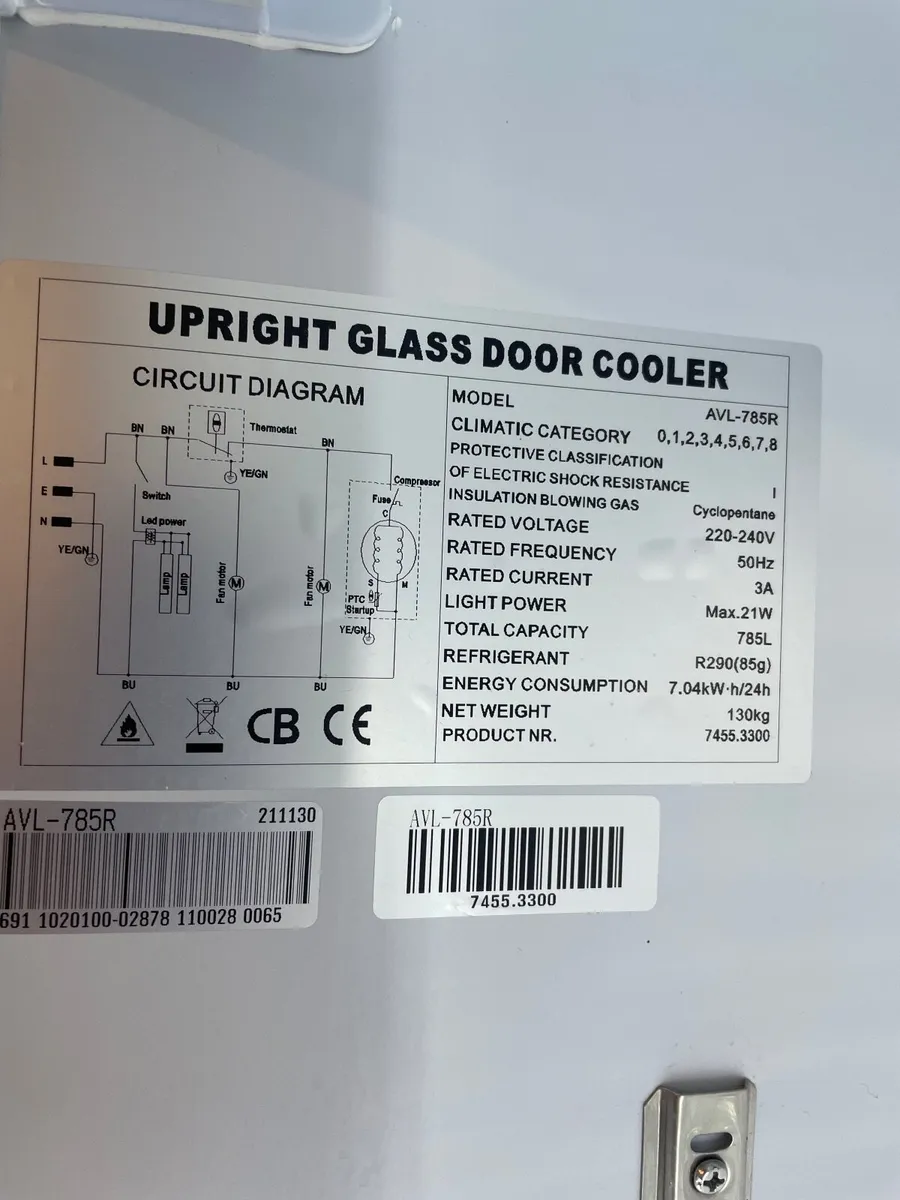 UPRIGHT GLASS DOOR COOLER
CIRCUIT DIAGRAM
BN
BN
Thermostat
BN
L
YE/GN
Compressor
E
Switch
Fuse
C
N
Led power
YE/GN
Lamp
Lamp
Fan motor
M
Fan motor
M
S
M
PTC
Startup
YE/GN
BU
BU
BU
CB CE
MODEL AVL-785R
CLIMATIC CATEGORY 0,1,2,3,4,5,6,7,8
PROTECTIVE CLASSIFICATION
OF ELECTRIC SHOCK RESISTANCE I
INSULATION BLOWING GAS Cyclopentane
RATED VOLTAGE 220-240V
RATED FREQUENCY 50Hz
RATED CURRENT 3A
LIGHT POWER Max.21W
TOTAL CAPACITY 785L
REFRIGERANT R290(85g)
ENERGY CONSUMPTION 7.04kW·h/24h
NET WEIGHT 130kg
PRODUCT NR. 7455.3300
AVL-785R 211130
691 1020100-02878 110028 0065
AVL-785R
7455.3300